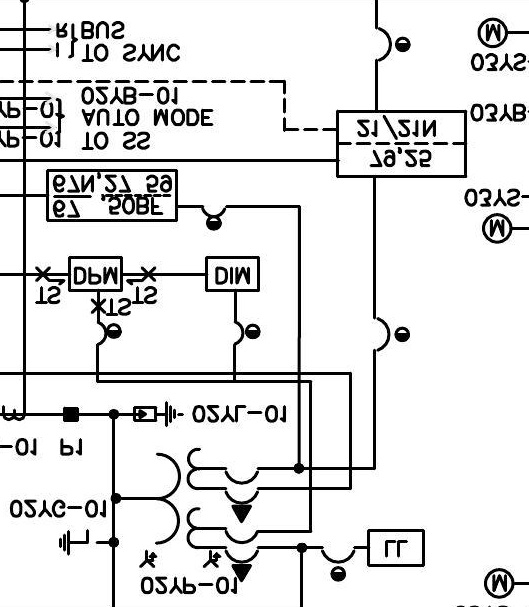 02YP-01
M
LL
02YG-01
-01 P1
02YL-01
TS
TS
TS
DPM
DIM
M
03YS-
67 ,50BF
67N,27 59
79,25
21/21N
YP-01
TO SS
YP-01
AUTO MODE
02YB-01
03YB-
03YS-
TO SYNC
BUS
M